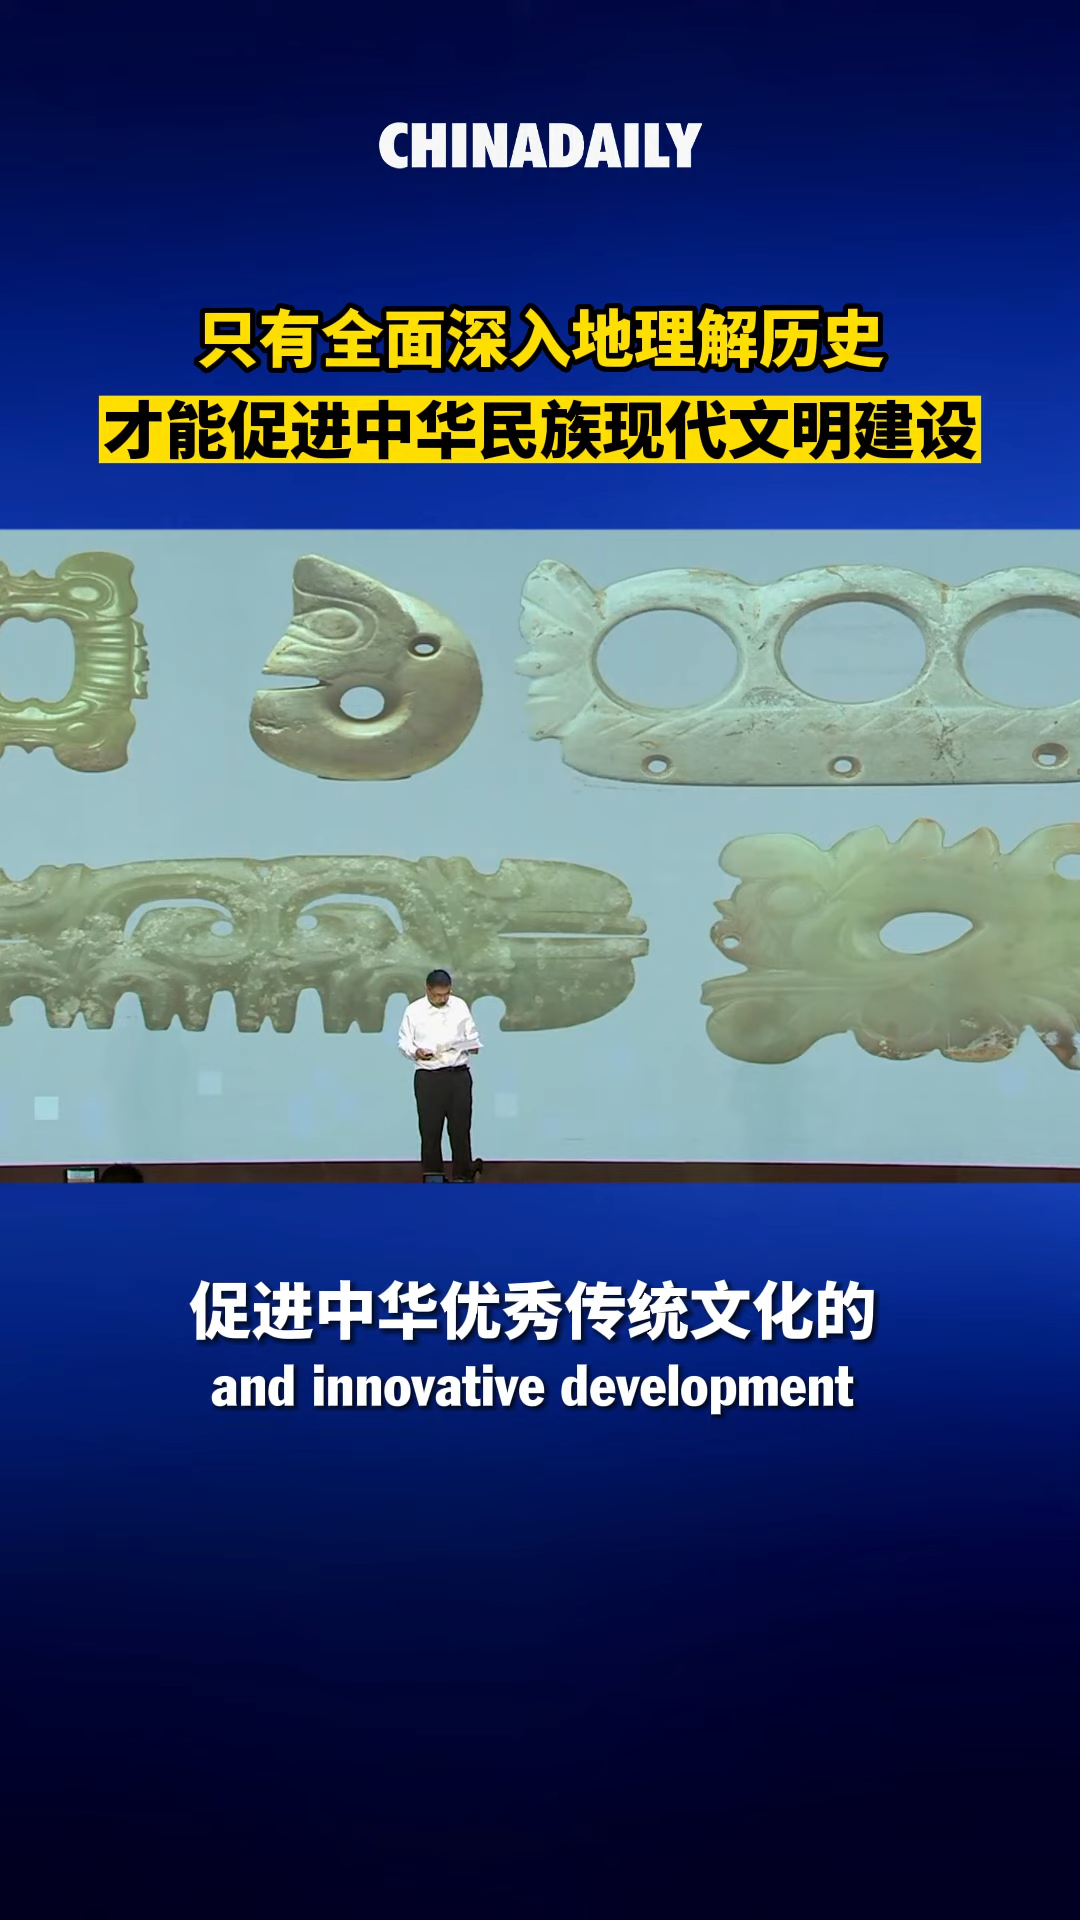 CHINADAILY
只有全面深入地理解历史
才能促进中华民族现代文明建设
促进中华优秀传统文化的
and innovative development